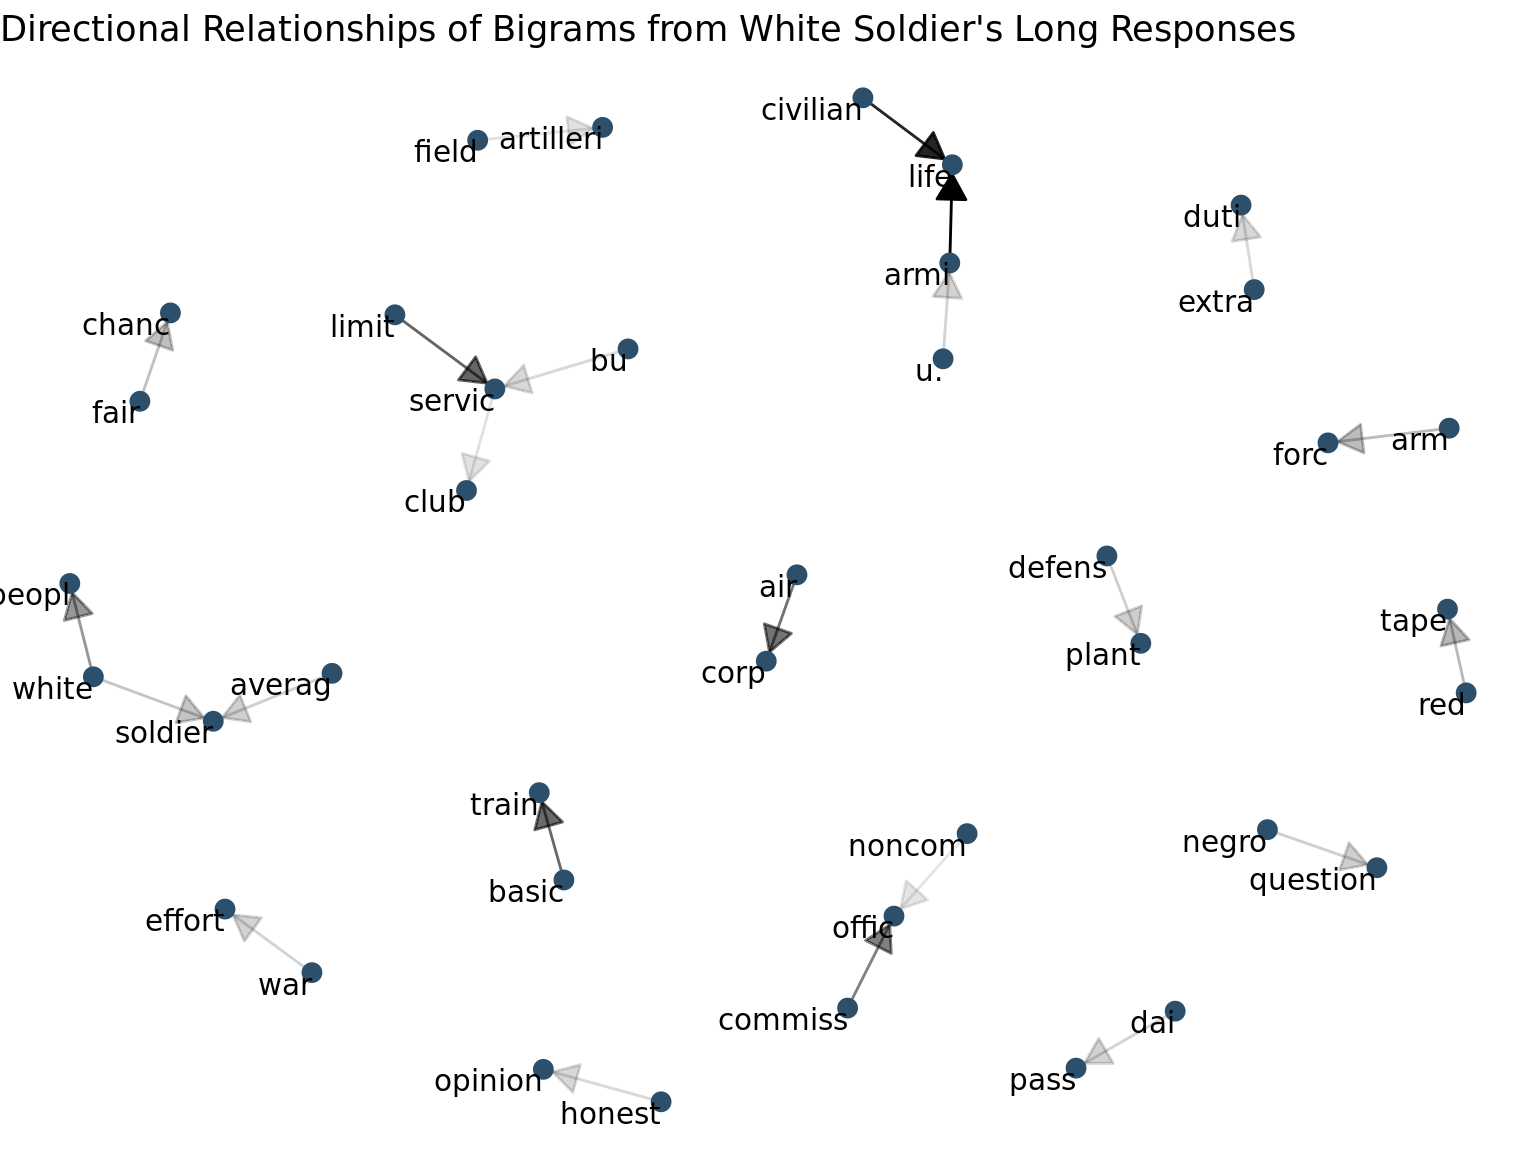 Directional Relationships of Bigrams from White Soldier's Long Responses
civilian
field
artilleri
life
duti
armi
extra
chanc
limit
bu
u.
fair
servic
forc
arm
club
peopl
air
defens
tape
white
averag
corp
plant
red
soldier
train
noncom
negro
basic
question
effort
offic
war
commiss
dai
opinion
pass
honest